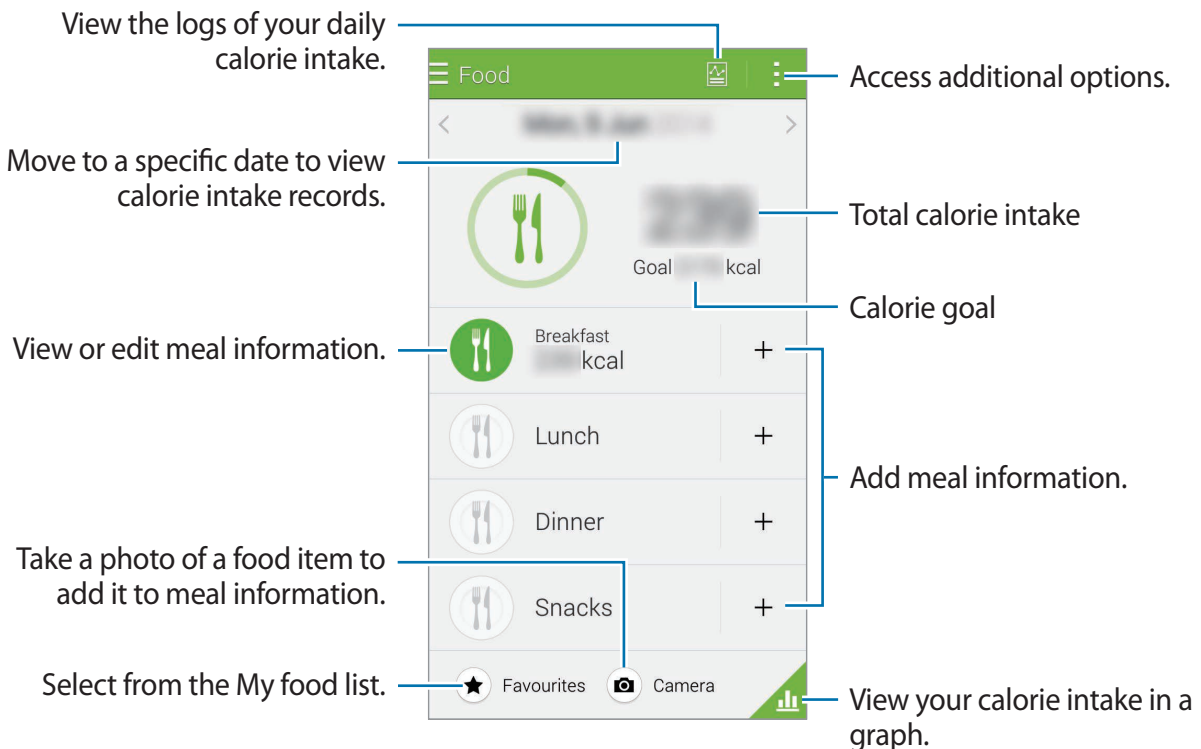 View the logs of your daily
calorie intake.
Food
Access additional options.
Move to a specific date to view
calorie intake records.
Total calorie intake
Goal kcal
Calorie goal
View or edit meal information.
Breakfast
kcal
+
Lunch
+
Add meal information.
Dinner
+
Take a photo of a food item to
add it to meal information.
Snacks
+
Select from the My food list.
Favourites
Camera
View your calorie intake in a
graph.